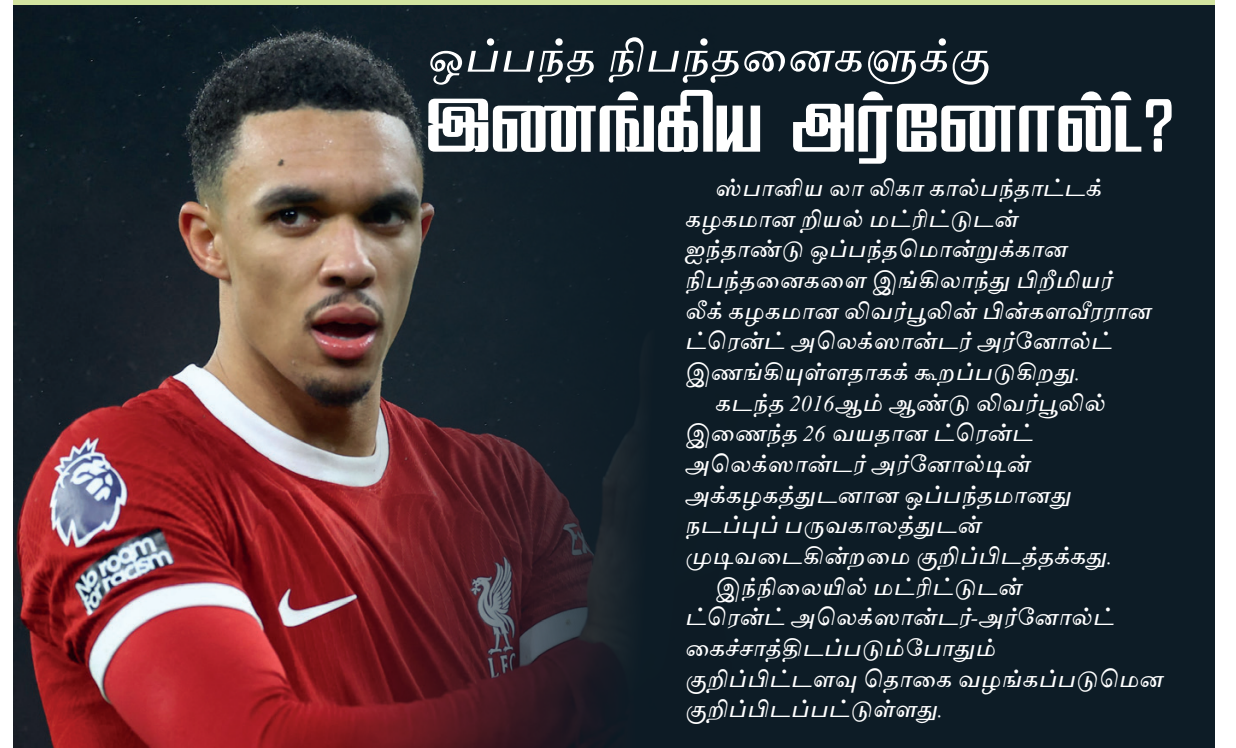 ஒப்பந்த நிபந்தனைகளுக்கு
இணங்கிய அர்னோல்ட்?
ஸ்பானிய லா லிகா கால்பந்தாட்டக்
கழகமான றியல் மட்ரிட்டுடன்
ஐந்தாண்டு ஒப்பந்தமொன்றுக்கான
நிபந்தனைகளை இங்கிலாந்து பிறீமியர்
லீக் கழகமான லிவர்பூலின் பின்களவீரரான
ட்ரென்ட் அலெக்ஸான்டர் அர்னோல்ட்
இணங்கியுள்ளதாகக் கூறப்படுகிறது.
கடந்த 2016ஆம் ஆண்டு லிவர்பூலில்
இணைந்த 26 வயதான ட்ரென்ட்
அலெக்ஸான்டர் அர்னோல்டின்
அக்கழகத்துடனான ஒப்பந்தமானது
நடப்புப் பருவகாலத்துடன்
முடிவடைகின்றமை குறிப்பிடத்தக்கது.
இந்நிலையில் மட்ரிட்டுடன்
ட்ரென்ட் அலெக்ஸான்டர்-அர்னோல்ட்
கைச்சாத்திடப்படும்போதும்
குறிப்பிட்டளவு தொகை வழங்கப்படுமென
குறிப்பிடப்பட்டுள்ளது.
No room
for racism
LFC